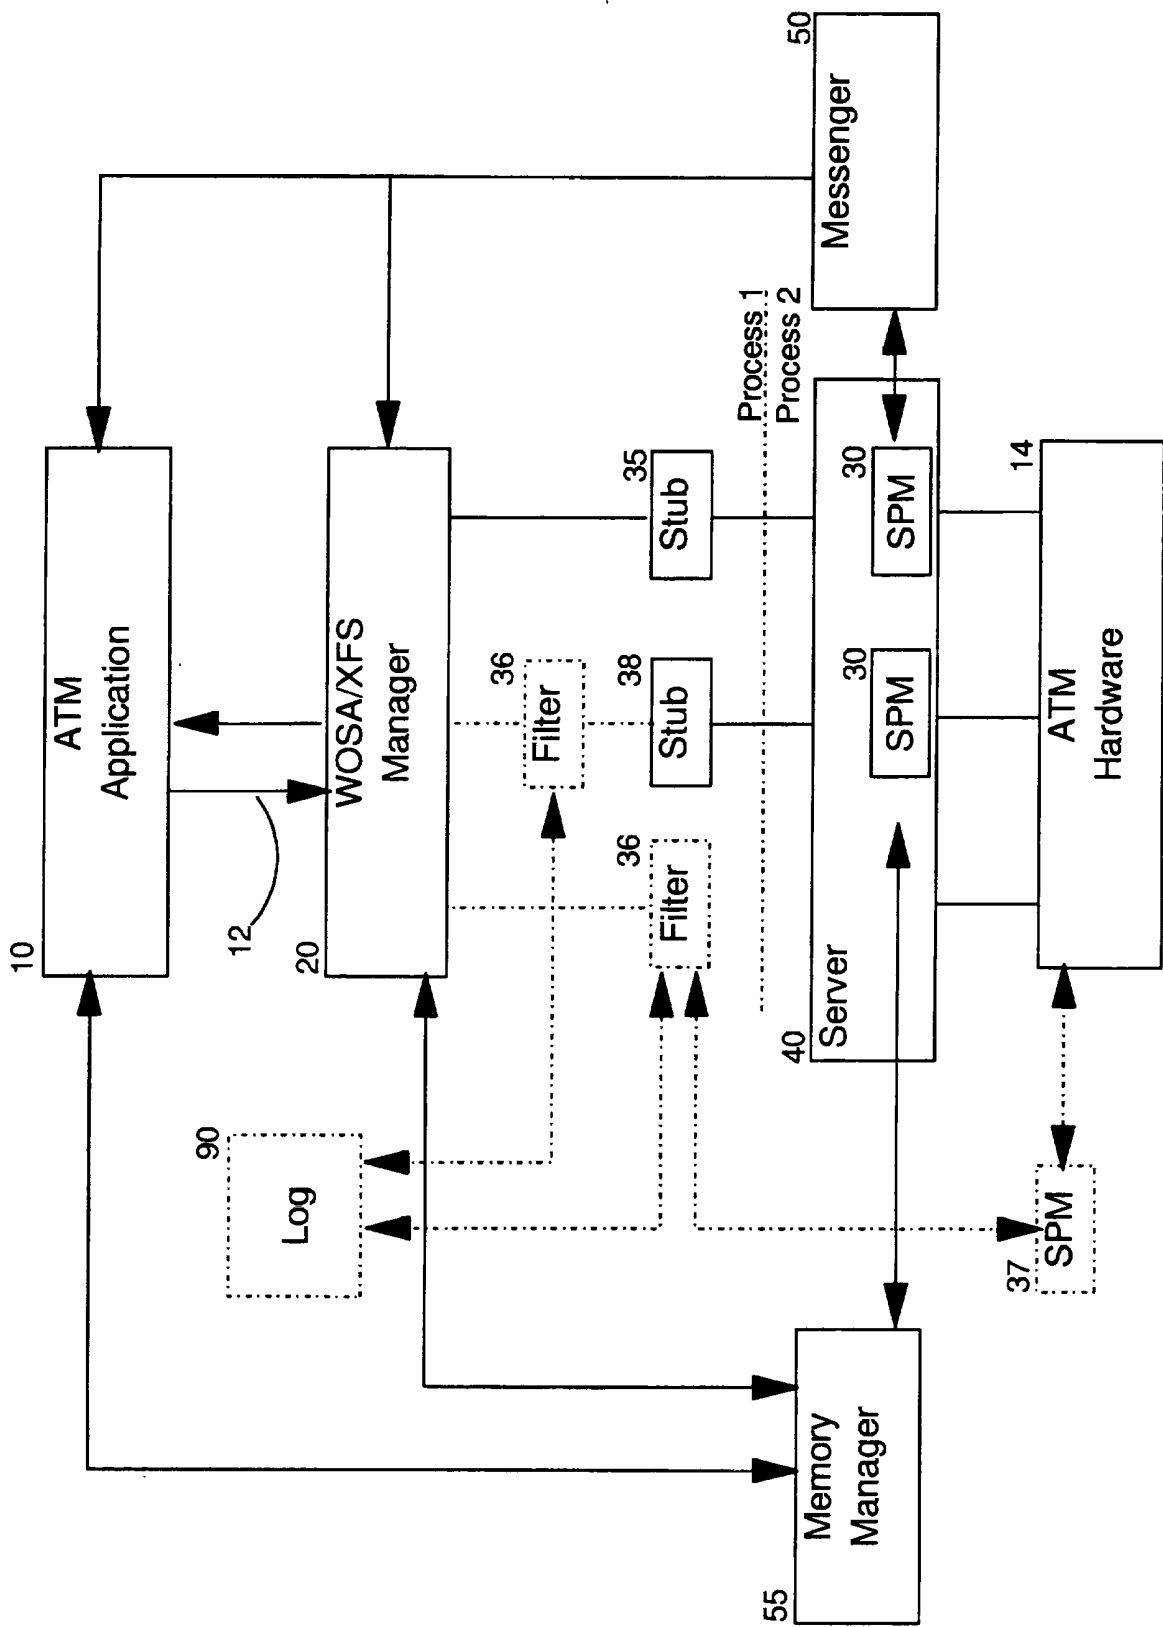 10
ATM
Application
12
20
WOSA/XFS
Manager
90
Log
36
Filter
36
Filter
38
Stub
35
Stub
Process 1
Process 2
40
Server
30
SPM
30
SPM
50
Messenger
55
Memory
Manager
37
SPM
14
ATM
Hardware